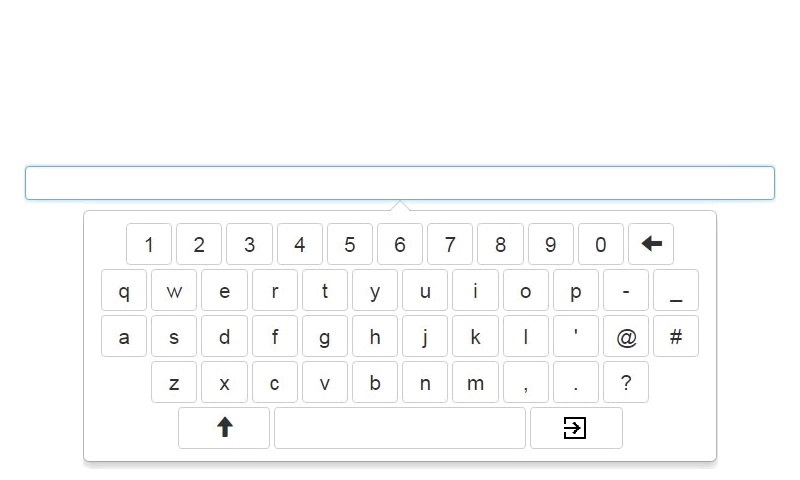 1 2 3 4 5 6 7 8 9 0
q w e r t y u i o p - _
a s d f g h j k l ' @ #
z x c v b n m , . ?